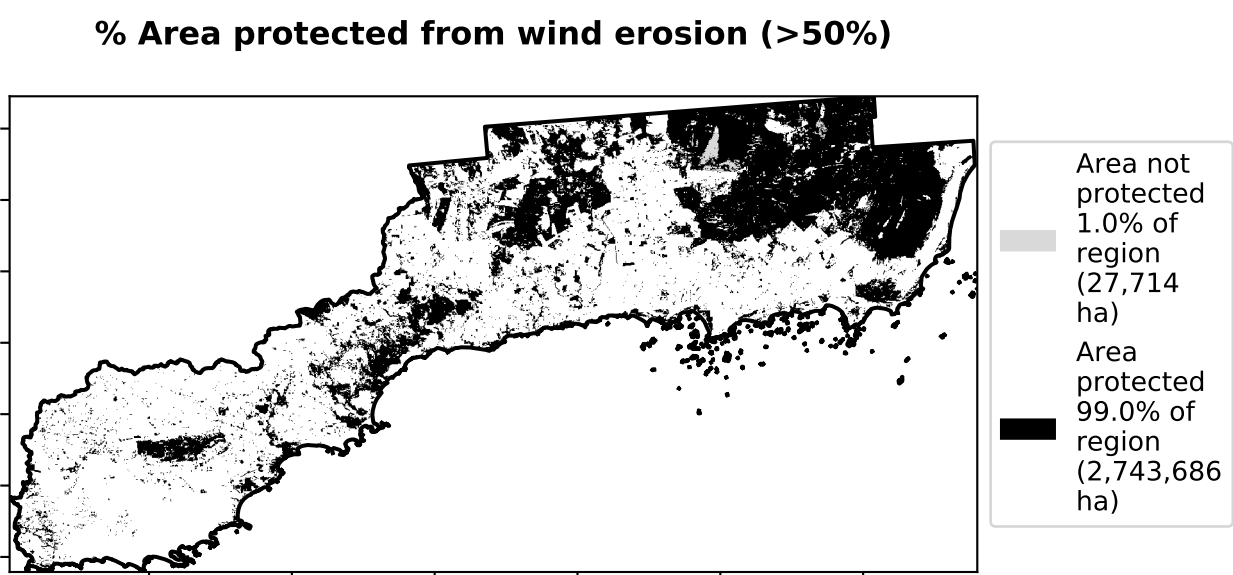 % Area protected from wind erosion (>50%)
Area not
protected
1.0% of
region
(27,714
ha)
Area
protected
99.0% of
region
(2,743,686
ha)